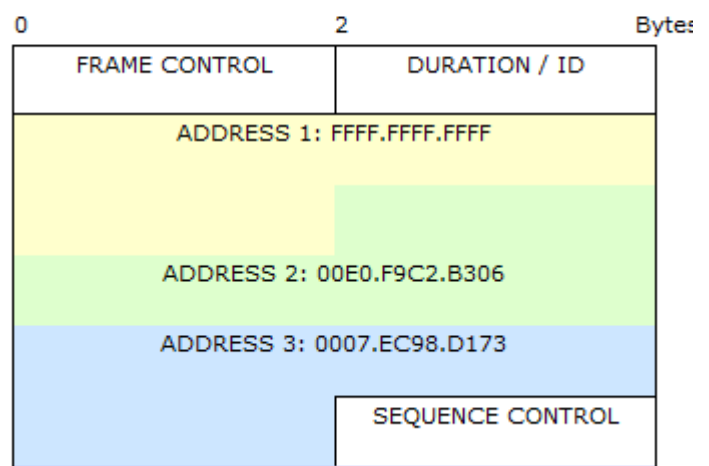 0 2 Bytes
FRAME CONTROL DURATION / ID
ADDRESS 1: FFFF.FFFF.FFFF
ADDRESS 2: 00E0.F9C2.B306
ADDRESS 3: 0007.EC98.D173
SEQUENCE CONTROL